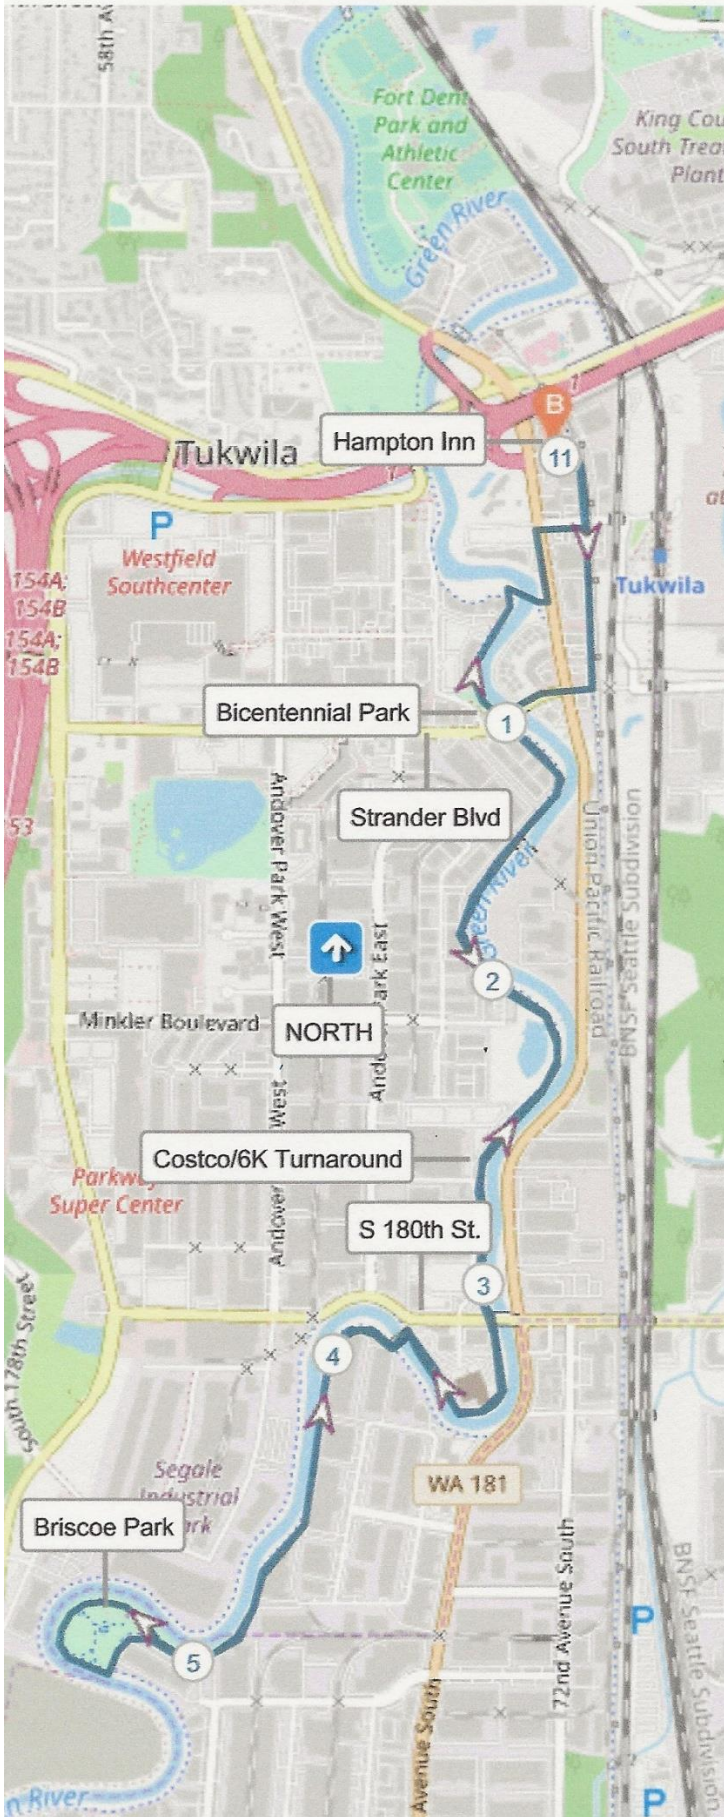 58th Av
Fort Dent
Park and
Athletic
Center
King Cou
South Trea
Plant
Green River
1
B
Hampton Inn
11
Tukwila
1
P
Westfield
Southcenter
154A;
154B
154A;
154B
Tukwila
Bicentennial Park
1
Strander Blvd
53
Andover Park West
Green River
Union Pacific Railroad
BNSF Seattle Subdivision
2
Minkler Boulevard
NORTH
Park East
Andover
West
Costco/6K Turnaround
Super Center
S 180th St.
3
South 178th Street
4
Segale
Industrial
WA 181
Briscoe Park
5
72nd Avenue South
BNSF Seattle Subdivision
P
Avenue South
n River
P